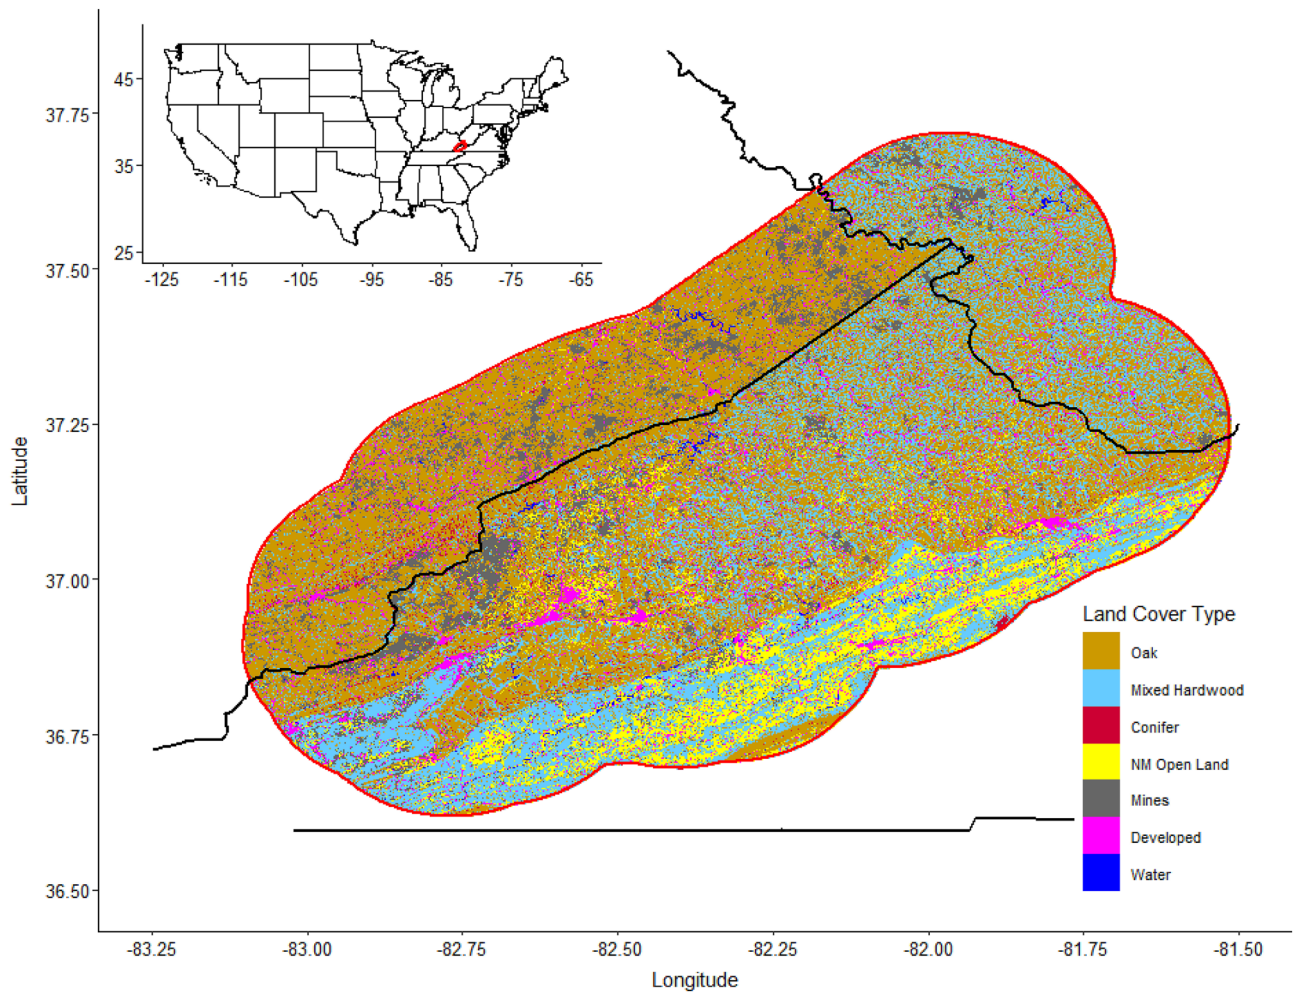 45
35
25
-125 -115 -105 -95 -85 -75 -65
37.75
37.50
37.25
37.00
36.75
36.50
Latitude
Land Cover Type
Oak
Mixed Hardwood
Conifer
NM Open Land
Mines
Developed
Water
-83.25 -83.00 -82.75 -82.50 -82.25 -82.00 -81.75 -81.50
Longitude